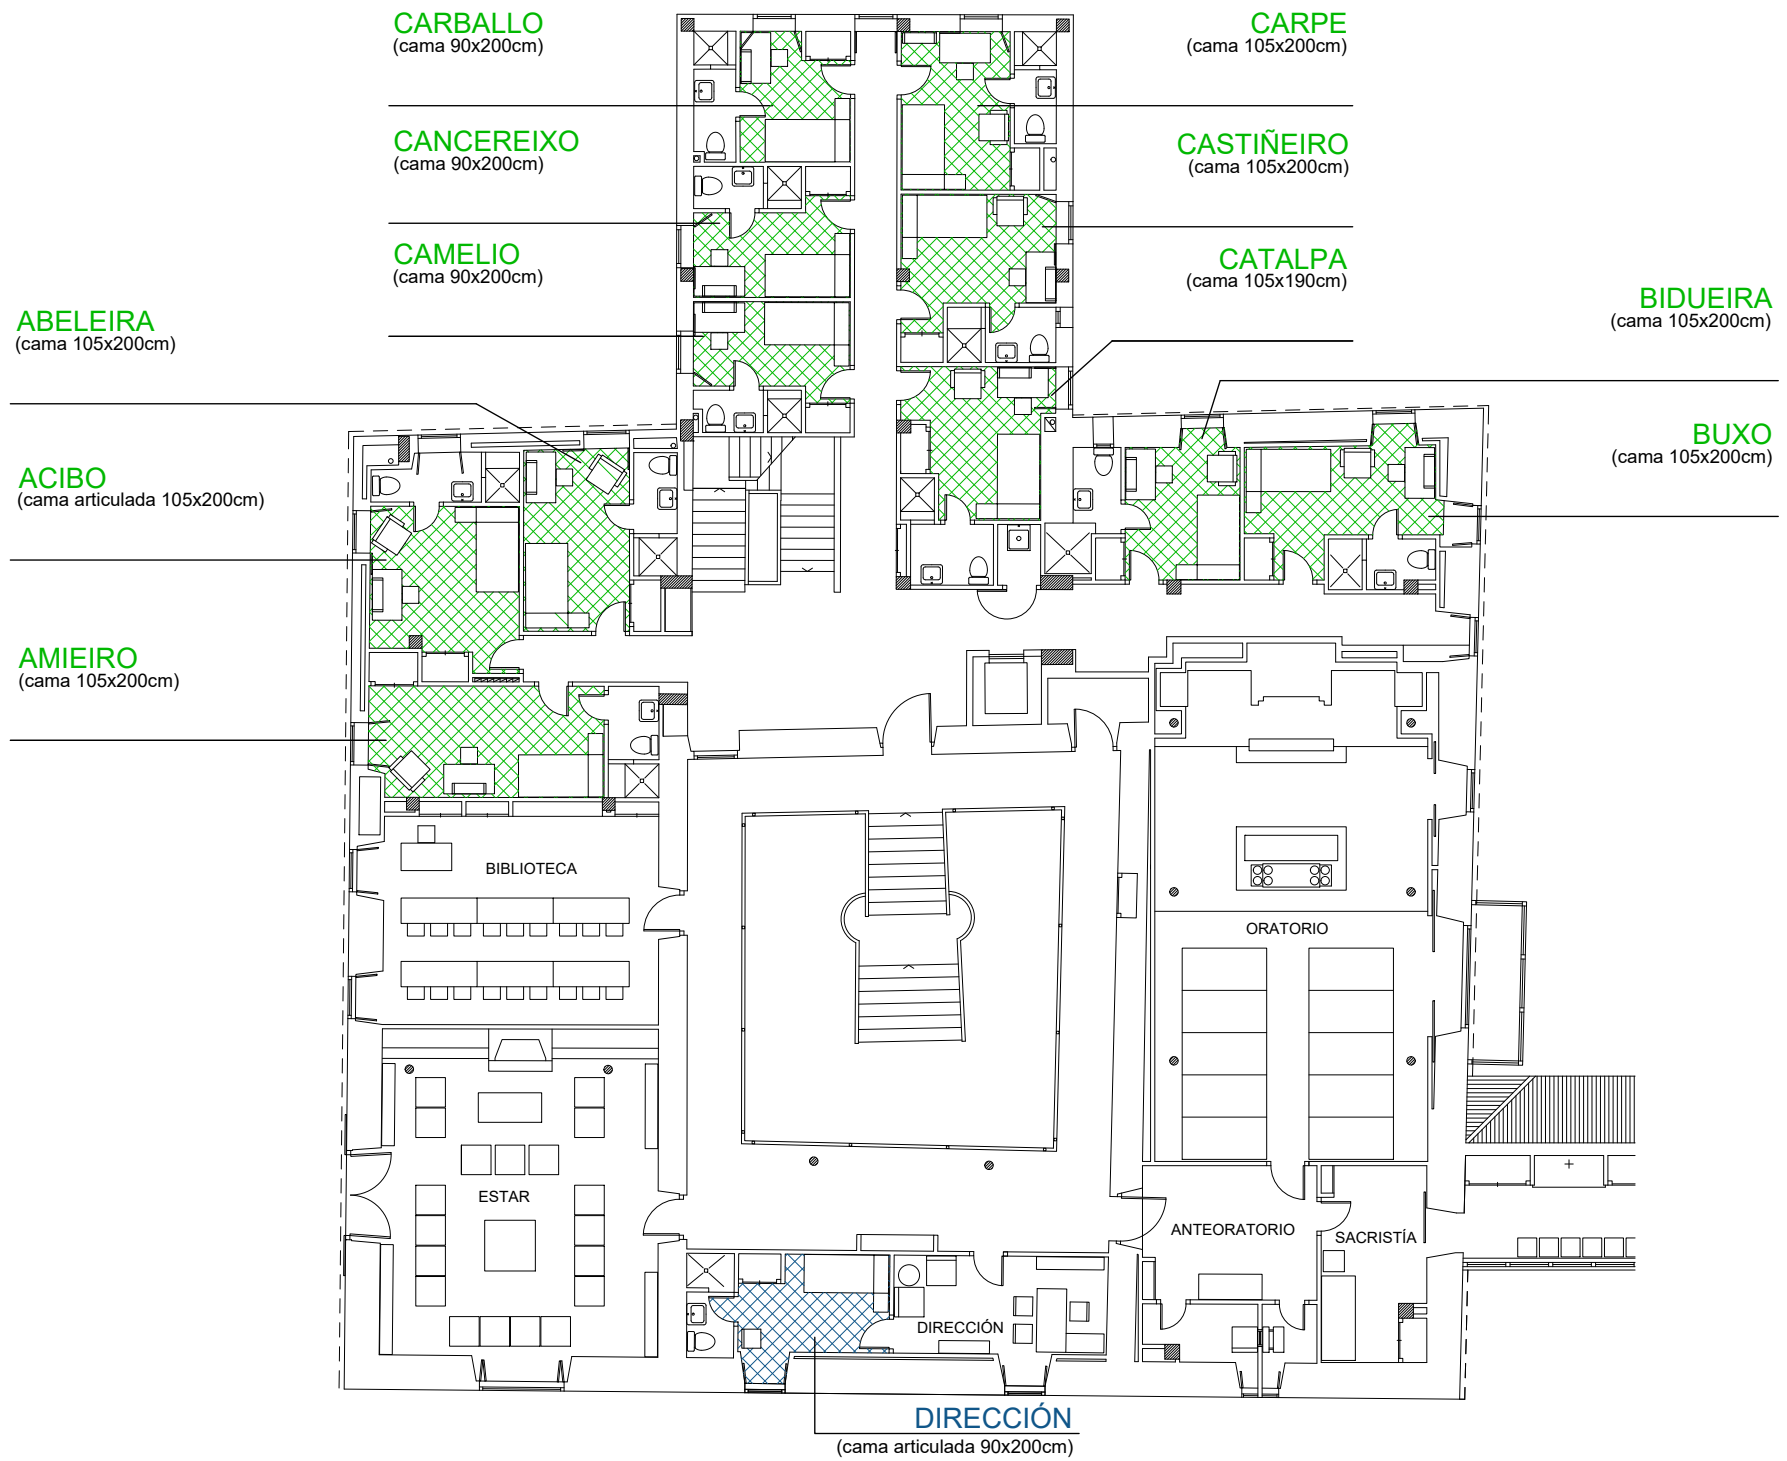 CARBALLO
(cama 90x200cm)
CARPE
(cama 105x200cm)
CANCEREIXO
(cama 90x200cm)
CASTIÑEIRO
(cama 105x200cm)
CAMELIO
(cama 90x200cm)
CATALPA
(cama 105x190cm)
ABELEIRA
(cama 105x200cm)
BIDUEIRA
(cama 105x200cm)
ACIBO
(cama articulada 105x200cm)
BUXO
(cama 105x200cm)
AMIEIRO
(cama 105x200cm)
BIBLIOTECA
ORATORIO
ESTAR
ANTEORATORIO
SACRISTÍA
DIRECCIÓN
DIRECCIÓN
(cama articulada 90x200cm)